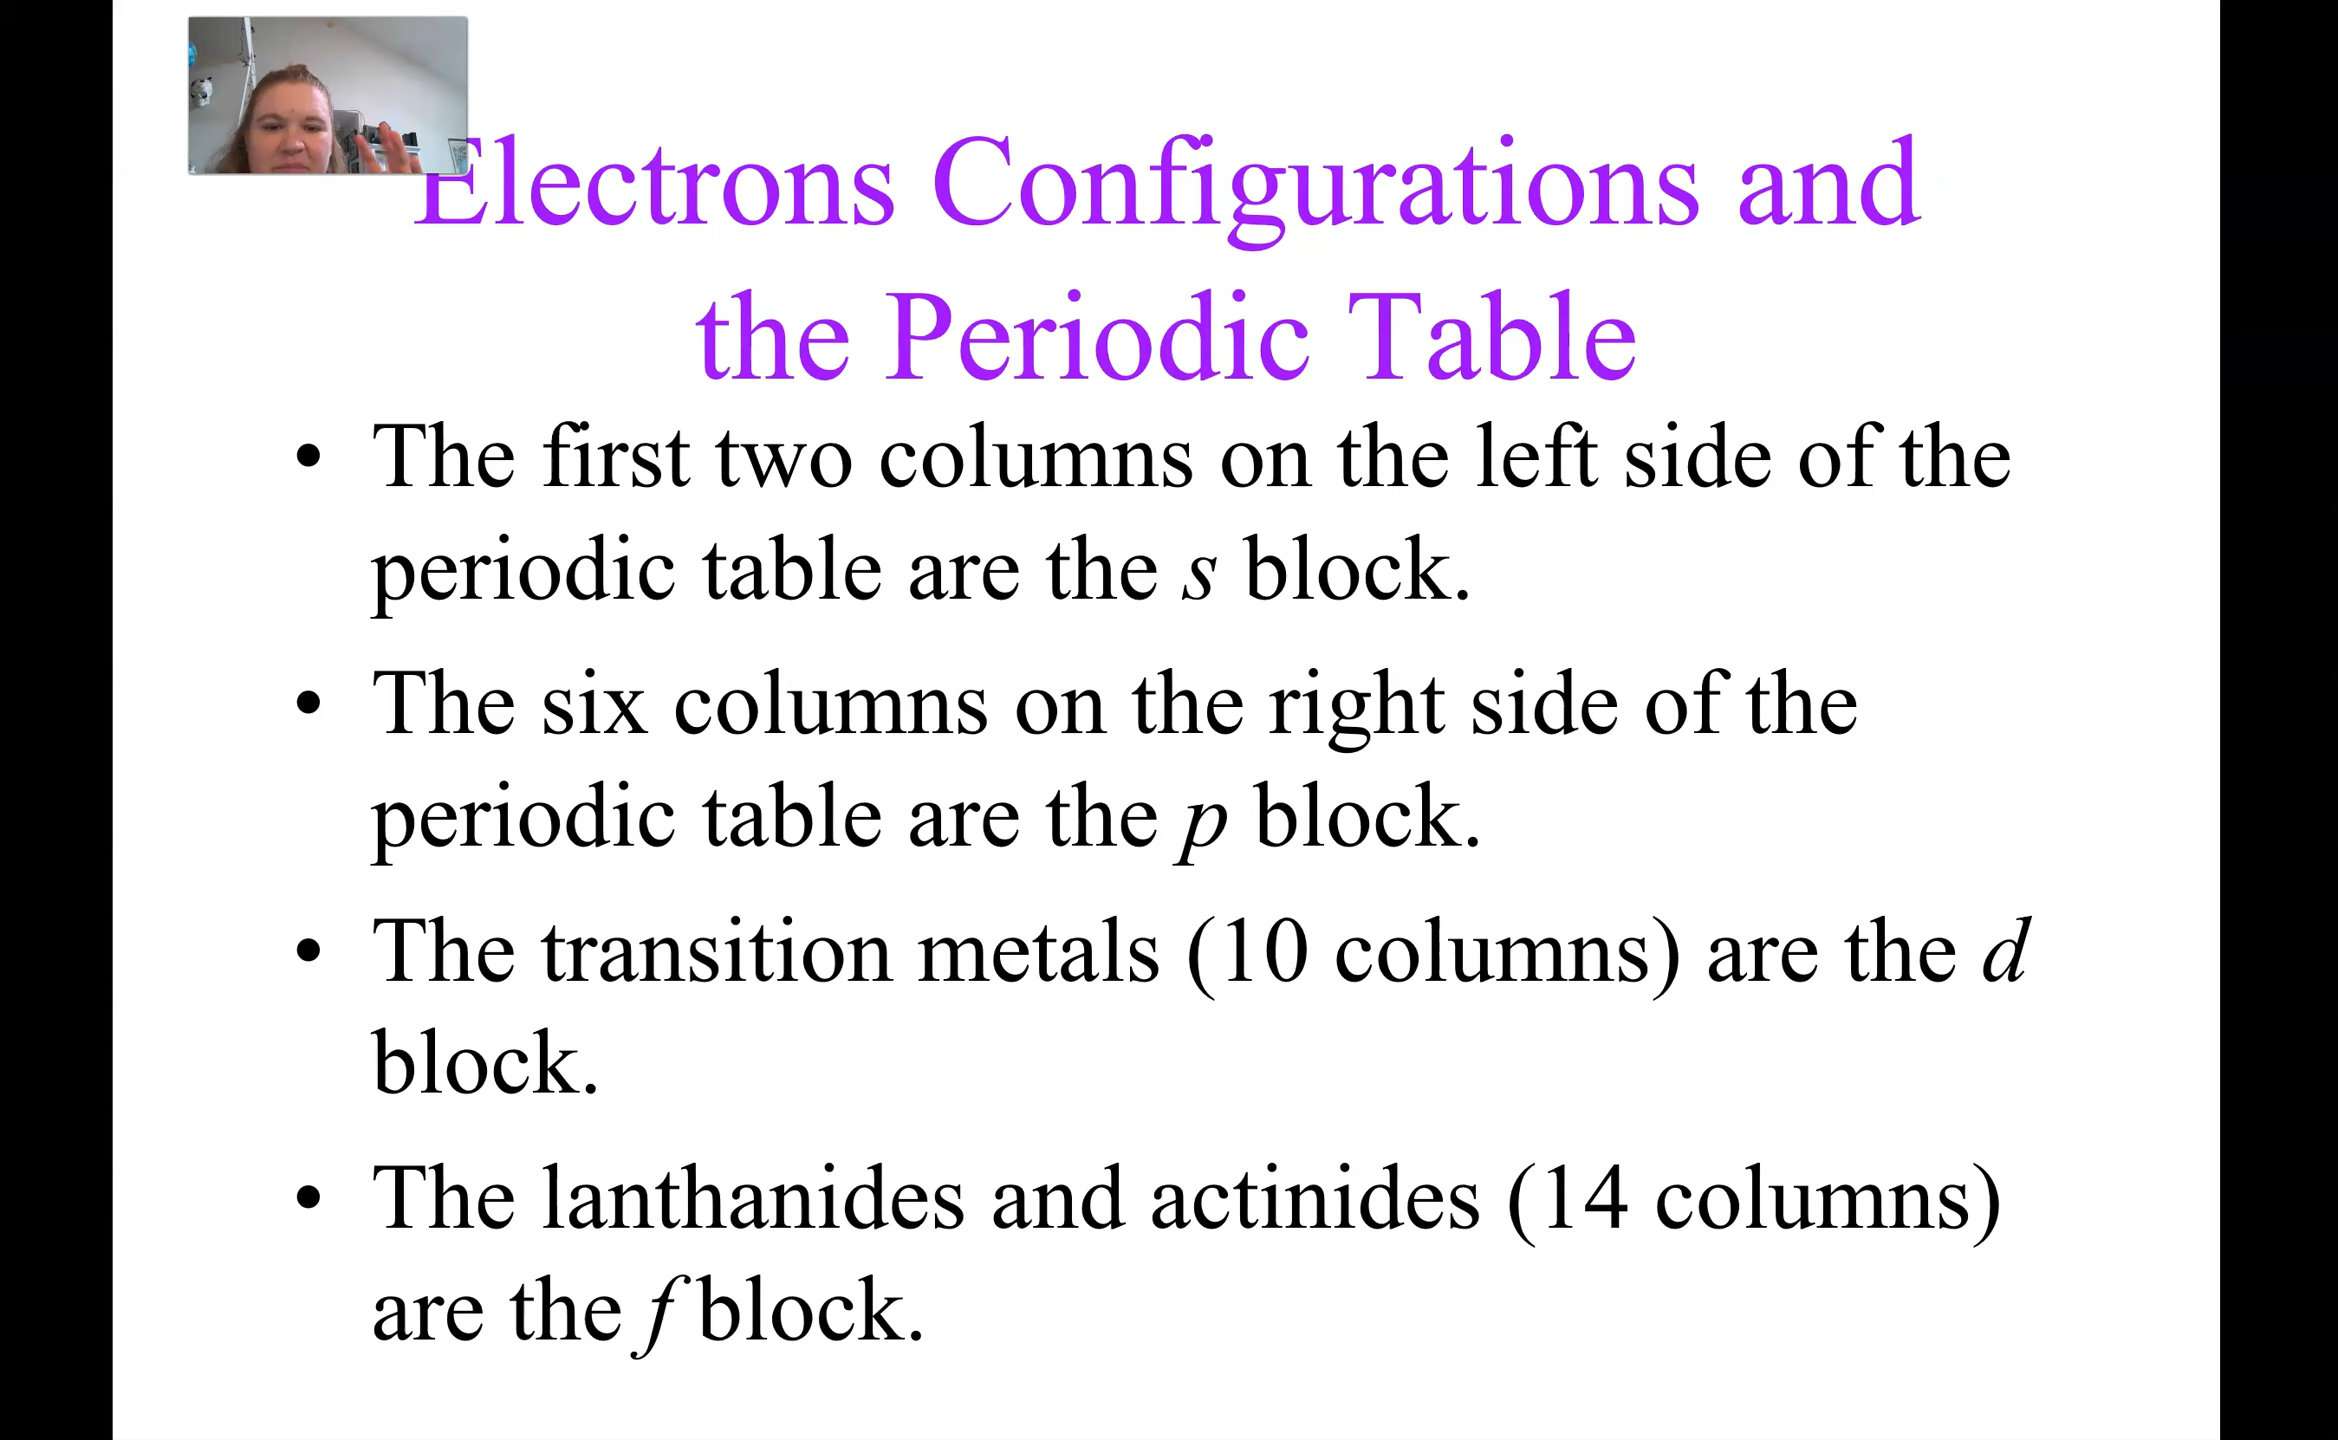 Electrons Configurations and
the Periodic Table
• The first two columns on the left side of the
periodic table are the s block.
• The six columns on the right side of the
periodic table are the p block.
• The transition metals (10 columns) are the d
block.
• The lanthanides and actinides (14 columns)
are the f block.